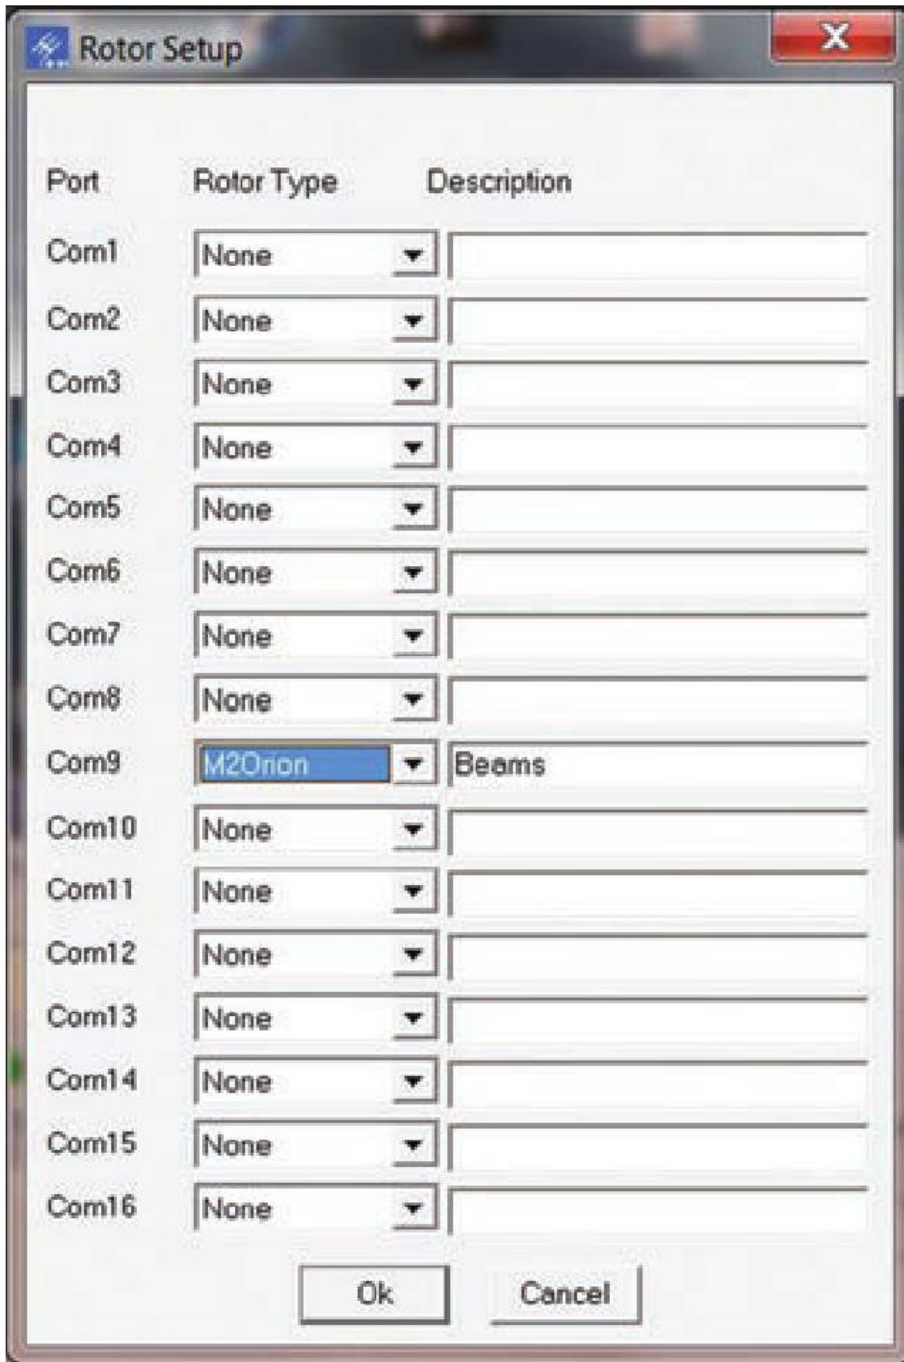 Rotor Setup
Port Rotor Type Description
Com1 None
Com2 None
Com3 None
Com4 None
Com5 None
Com6 None
Com7 None
Com8 None
Com9 M2Orion Beams
Com10 None
Com11 None
Com12 None
Com13 None
Com14 None
Com15 None
Com16 None
Ok Cancel